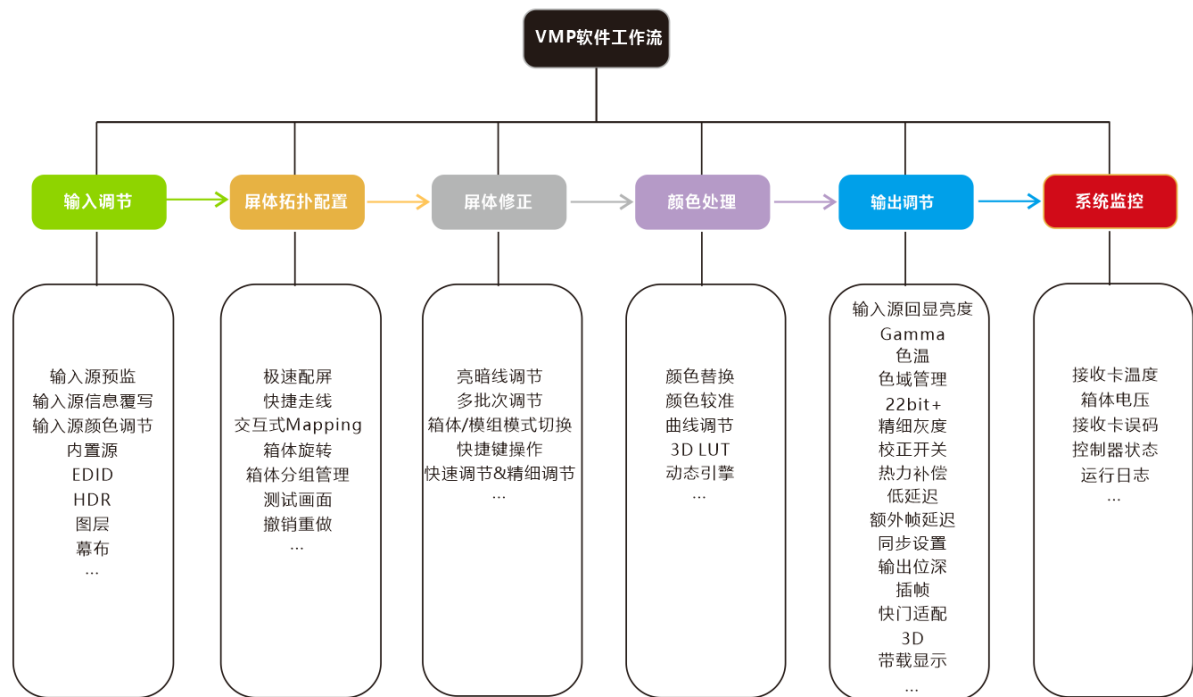 VMP软件工作流
输入调节
屏体拓扑配置
屏体修正
颜色处理
输出调节
系统监控
输入源预监
输入源信息覆写
输入源颜色调节
内置源
EDID
HDR
图层
幕布
...
极速配屏
快捷走线
交互式Mapping
箱体旋转
箱体分组管理
测试画面
撤销重做
...
亮暗线调节
多批次调节
箱体/模组模式切换
快捷键操作
快速调节&精细调节
...
颜色替换
颜色较准
曲线调节
3D LUT
动态引擎
...
输入源回显亮度
Gamma
色温
色域管理
22bit+
精细灰度
校正开关
热力补偿
低延迟
额外帧延迟
同步设置
输出位深
插帧
快门适配
3D
带载显示
...
接收卡温度
箱体电压
接收卡误码
控制器状态
运行日志
...